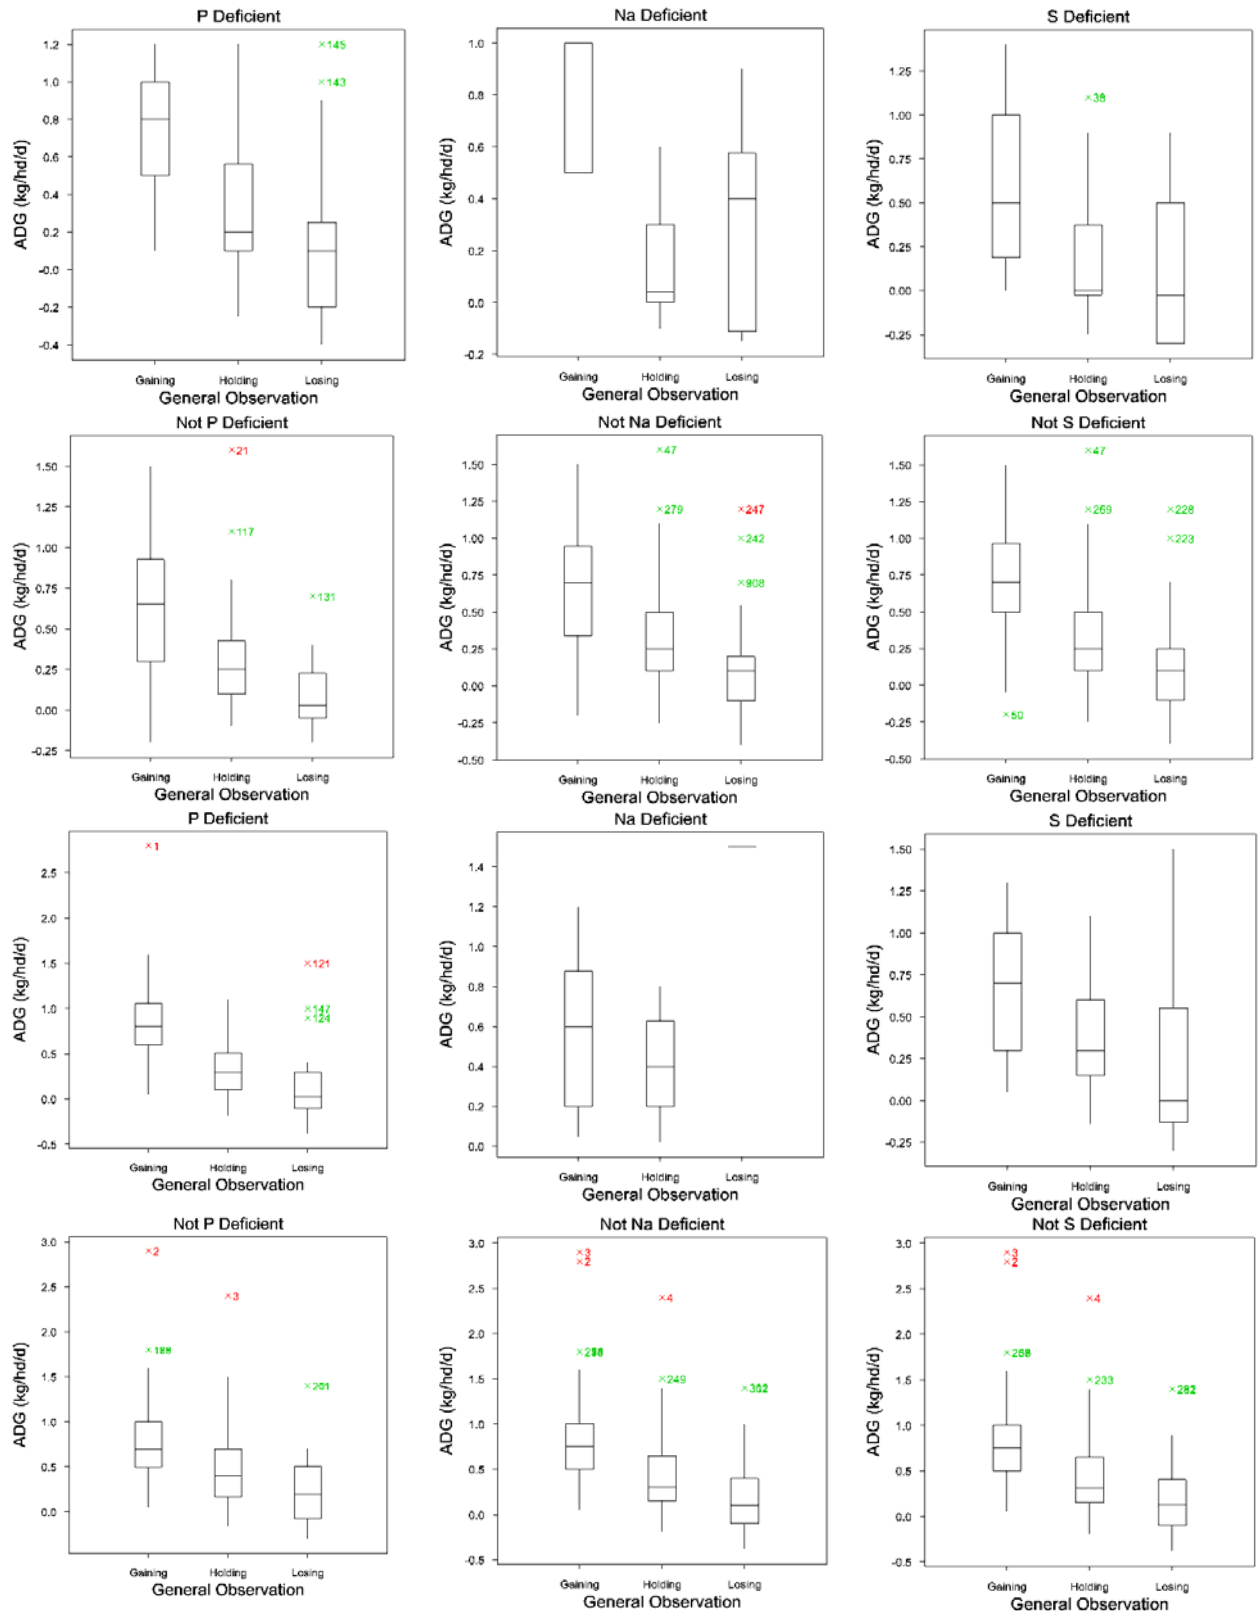 P Deficient
ADG (kg/hd/d)
1.2
1.0
0.8
0.6
0.4
0.2
-0.0
-0.2
-0.4
×145
×143
Gaining Holding Losing
General Observation
Na Deficient
ADG (kg/hd/d)
1.0
0.8
0.6
0.4
0.2
0.0
-0.2
Gaining Holding Losing
General Observation
S Deficient
ADG (kg/hd/d)
1.25
1.00
0.75
0.50
0.25
0.00
-0.25
Gaining Holding Losing
General Observation
Not P Deficient
ADG (kg/hd/d)
1.50
1.25
1.00
0.75
0.50
0.25
0.00
-0.25
×21
×117
×131
Gaining Holding Losing
General Observation
Not Na Deficient
ADG (kg/hd/d)
1.50
1.25
1.00
0.75
0.50
0.25
0.00
-0.25
-0.50
×47
×279
×247
×242
Gaining Holding Losing
General Observation
Not S Deficient
ADG (kg/hd/d)
1.50
1.25
1.00
0.75
0.50
0.25
0.00
-0.25
-0.50
×47
×269
×228
×223
×50
Gaining Holding Losing
General Observation
P Deficient
ADG (kg/hd/d)
2.5
2.0
1.5
1.0
0.5
0.0
-0.5
×1
×121
×147
×124
Gaining Holding Losing
General Observation
Na Deficient
ADG (kg/hd/d)
1.4
1.2
1.0
0.8
0.6
0.4
0.2
0.0
Gaining Holding Losing
General Observation
S Deficient
ADG (kg/hd/d)
1.50
1.25
1.00
0.75
0.50
0.25
0.00
-0.25
Gaining Holding Losing
General Observation
Not P Deficient
ADG (kg/hd/d)
3.0
2.5
2.0
1.5
1.0
0.5
0.0
×2
×3
Gaining Holding Losing
General Observation
Not Na Deficient
ADG (kg/hd/d)
3.0
2.5
2.0
1.5
1.0
0.5
0.0
-0.5
×3
×2
×4
×249
Gaining Holding Losing
General Observation
Not S Deficient
ADG (kg/hd/d)
3.0
2.5
2.0
1.5
1.0
0.5
0.0
-0.5
×3
×2
×4
×233
Gaining Holding Losing
General Observation